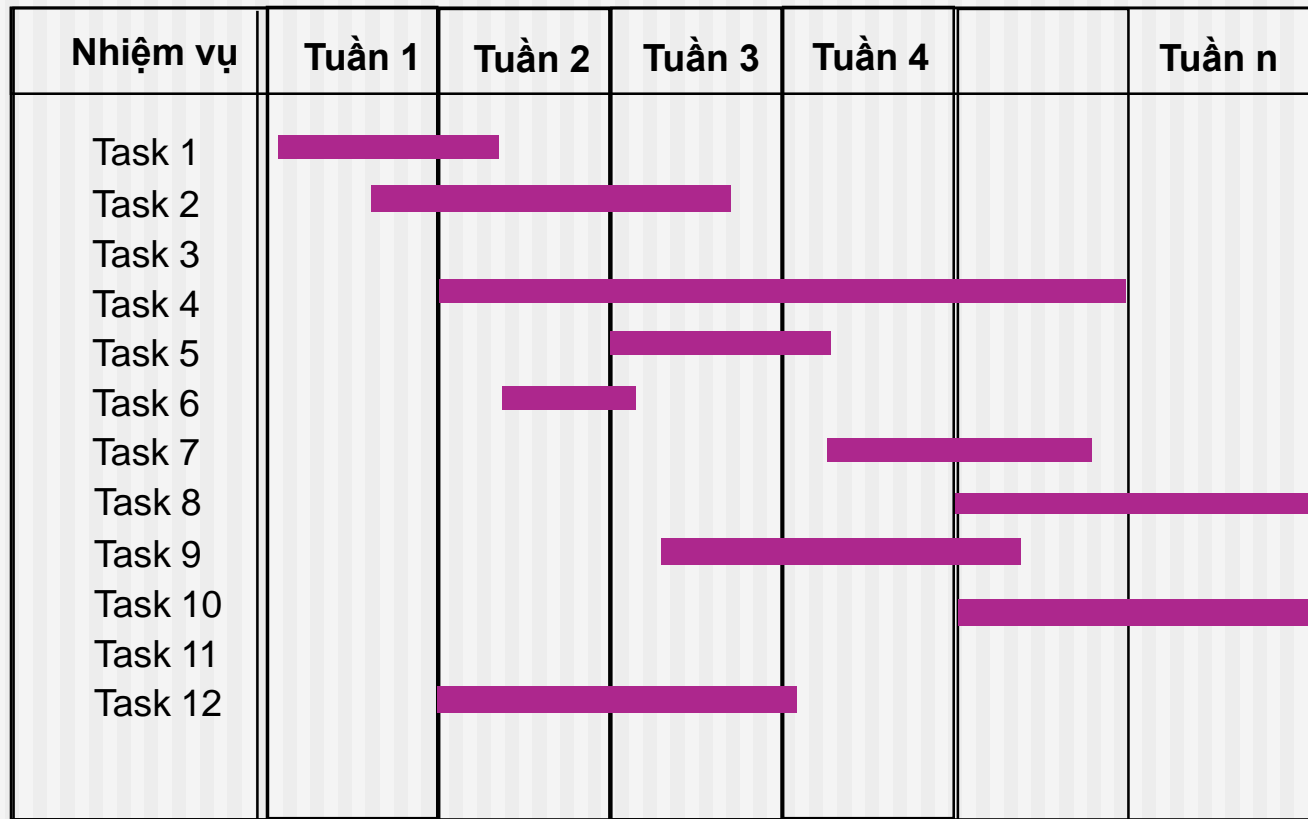 Nhiệm vụ Tuần 1 Tuần 2 Tuần 3 Tuần 4 Tuần n
Task 1
Task 2
Task 3
Task 4
Task 5
Task 6
Task 7
Task 8
Task 9
Task 10
Task 11
Task 12